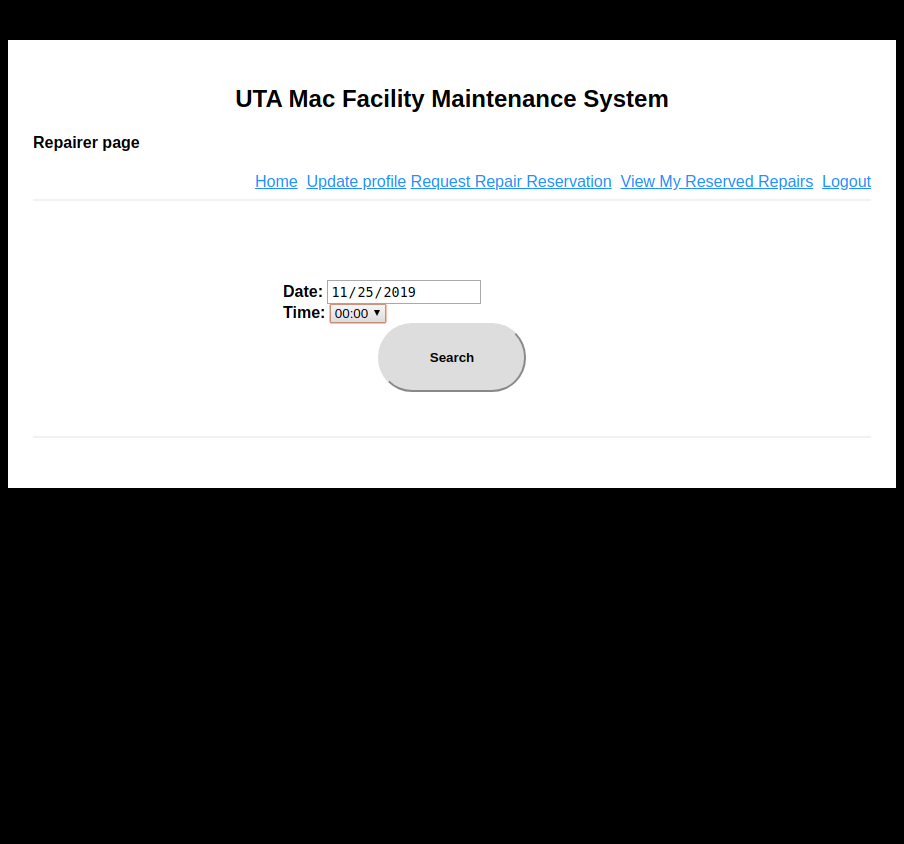 UTA Mac Facility Maintenance System
Repairer page
Home Update profile Request Repair Reservation View My Reserved Repairs Logout
Date: 11/25/2019
Time: 00:00
Search